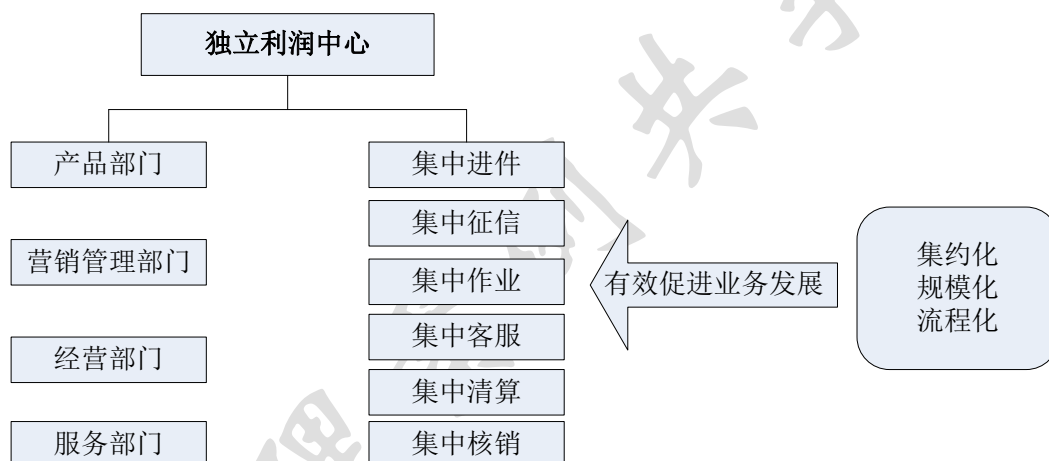 独立利润中心
产品部门
营销管理部门
经营部门
服务部门
集中进件
集中征信
集中作业
集中客服
集中清算
集中核销
有效促进业务发展
集约化
规模化
流程化